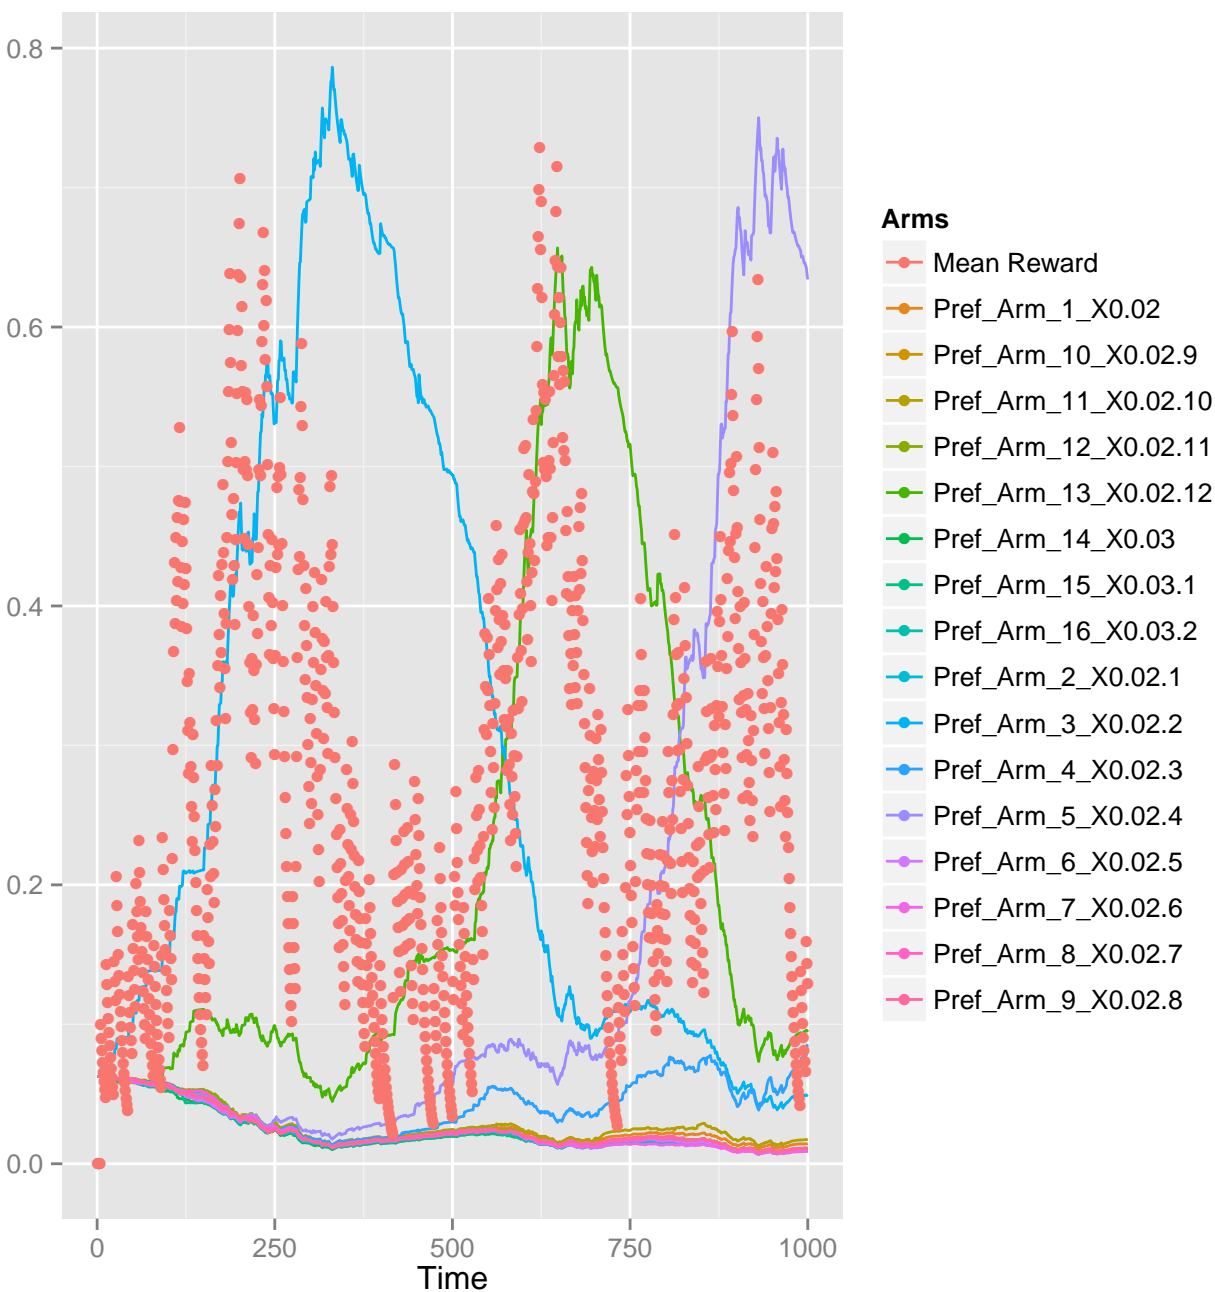 0.8
0.6
0.4
0.2
0.0
0 250 500 750 1000
Time
Arms
Mean Reward
Pref_Arm_1_X0.02
Pref_Arm_10_X0.02.9
Pref_Arm_11_X0.02.10
Pref_Arm_12_X0.02.11
Pref_Arm_13_X0.02.12
Pref_Arm_14_X0.03
Pref_Arm_15_X0.03.1
Pref_Arm_16_X0.03.2
Pref_Arm_2_X0.02.1
Pref_Arm_3_X0.02.2
Pref_Arm_4_X0.02.3
Pref_Arm_5_X0.02.4
Pref_Arm_6_X0.02.5
Pref_Arm_7_X0.02.6
Pref_Arm_8_X0.02.7
Pref_Arm_9_X0.02.8